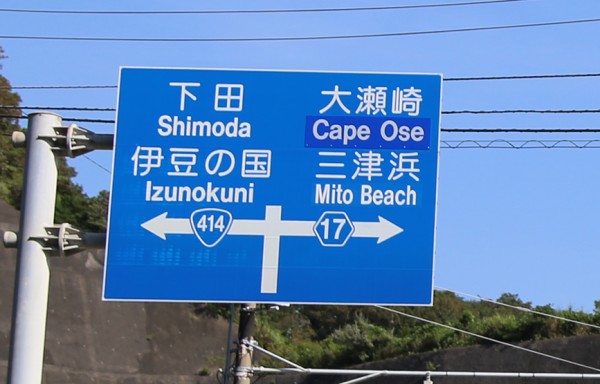 下田
Shimoda
伊豆の国
Izunokuni
414
大瀬崎
Cape Ose
三津浜
Mito Beach
17